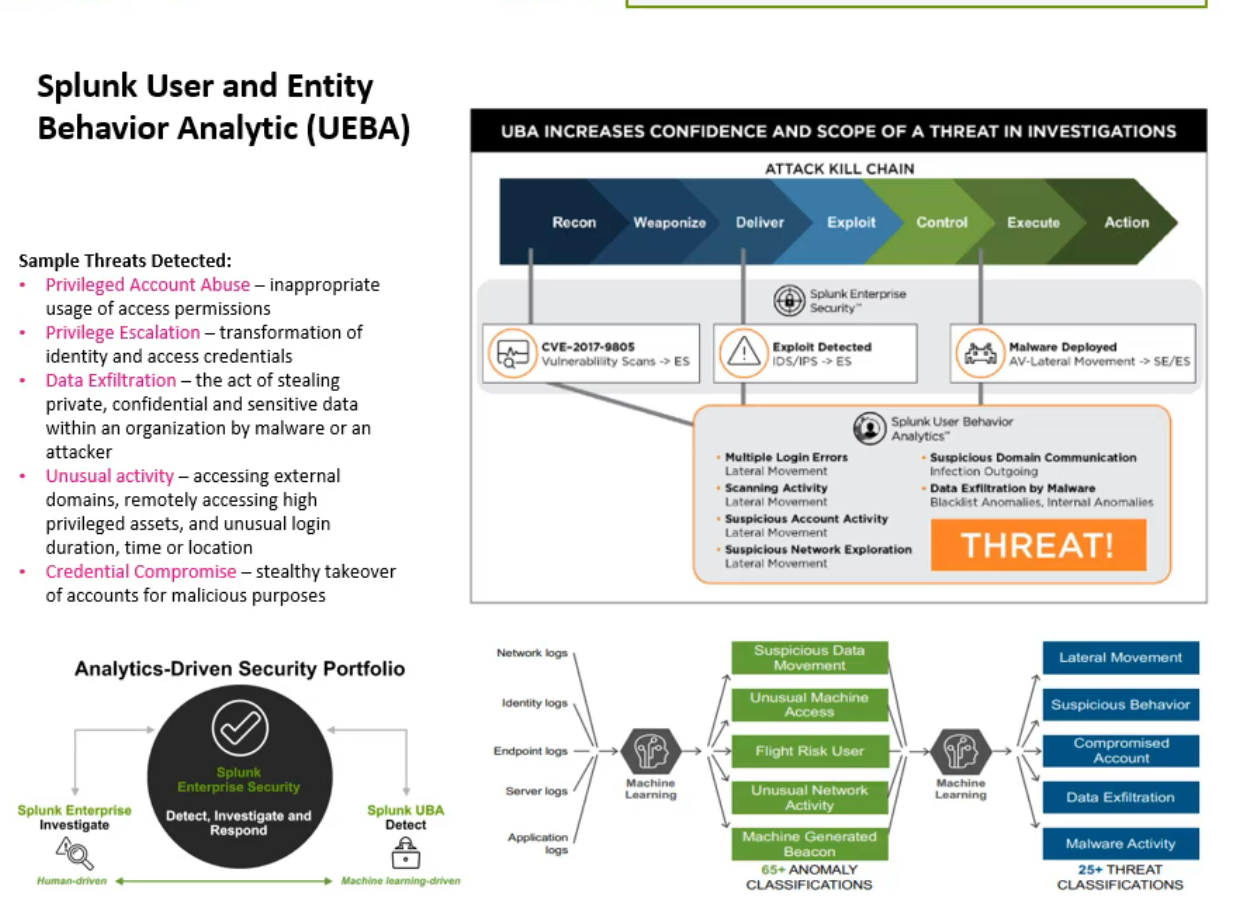 Splunk User and Entity
Behavior Analytic (UEBA)
Sample Threats Detected:
• Privileged Account Abuse – inappropriate
usage of access permissions
• Privilege Escalation – transformation of
identity and access credentials
• Data Exfiltration – the act of stealing
private, confidential and sensitive data
within an organization by malware or an
attacker
• Unusual activity – accessing external
domains, remotely accessing high
privileged assets, and unusual login
duration, time or location
• Credential Compromise – stealthy takeover
of accounts for malicious purposes
UBA INCREASES CONFIDENCE AND SCOPE OF A THREAT IN INVESTIGATIONS
ATTACK KILL CHAIN
Recon
Weaponize
Deliver
Exploit
Control
Execute
Action
Splunk Enterprise
Security™
CVE-2017-9805
Vulnerablility Scans -> ES
Exploit Detected
IDS/IPS -> ES
Malware Deployed
AV-Lateral Movement -> SE/ES
Splunk User Behavior
Analytics™
• Multiple Login Errors
Lateral Movement
• Scanning Activity
Lateral Movement
• Suspicious Account Activity
Lateral Movement
• Suspicious Network Exploration
Lateral Movement
• Suspicious Domain Communication
Infection Outgoing
• Data Exfiltration by Malware
Blacklist Anomalies, Internal Anomalies
THREAT!
Analytics-Driven Security Portfolio
Splunk
Enterprise Security
Detect, Investigate and
Respond
Splunk Enterprise
Investigate
Splunk UBA
Detect
Human-driven
Machine learning-driven
Network logs
Identity logs
Endpoint logs
Server logs
Application
logs
Machine
Learning
Suspicious Data
Movement
Unusual Machine
Access
Flight Risk User
Unusual Network
Activity
Machine Generated
Beacon
65+ ANOMALY
CLASSIFICATIONS
Machine
Learning
Lateral Movement
Suspicious Behavior
Compromised
Account
Data Exfiltration
Malware Activity
25+ THREAT
CLASSIFICATIONS